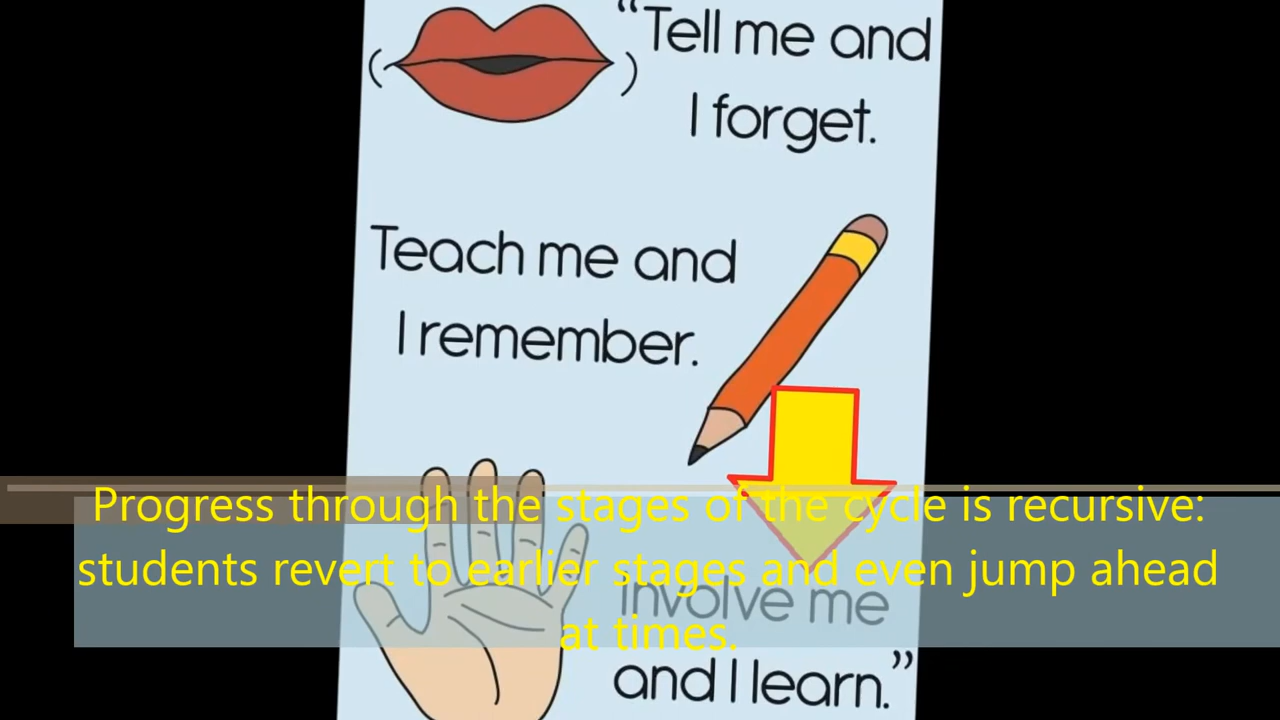 “Tell me and
I forget.
Teach me and
I remember.
Progress through the stages of the cycle is recursive:
students revert to earlier stages and even jump ahead
at times.
Involve me
and I learn.”